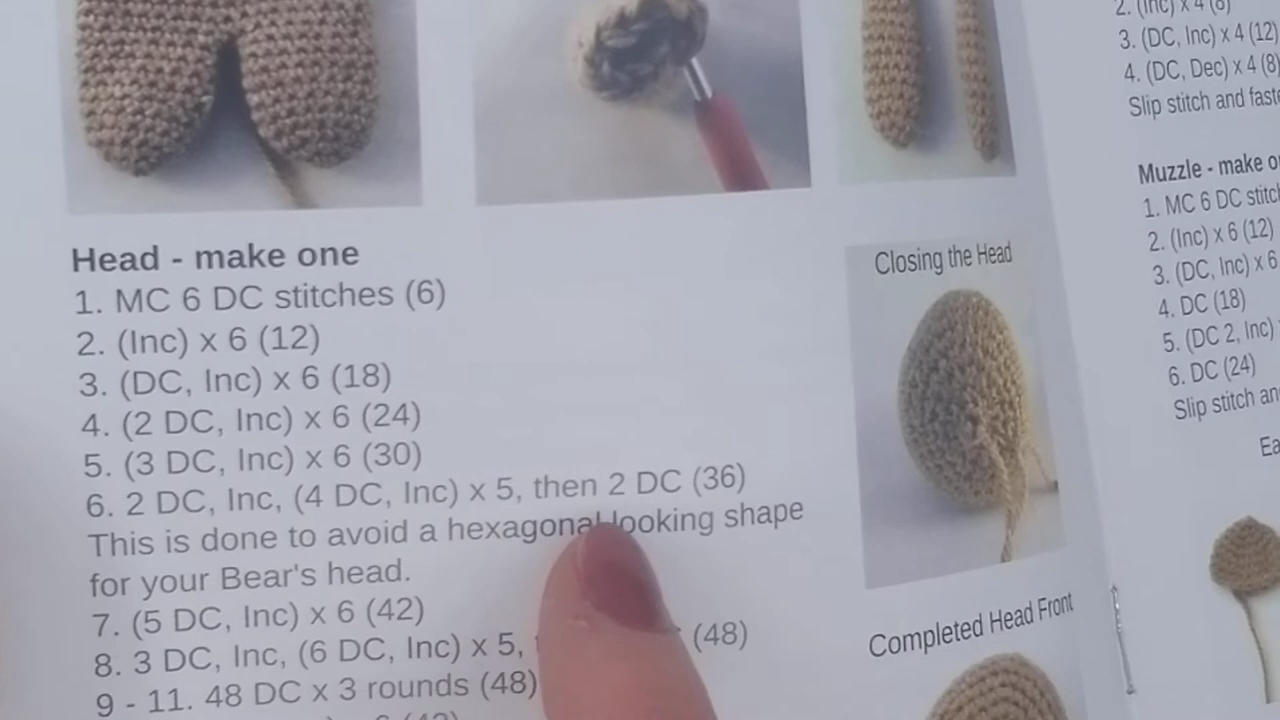 Head - make one
1. MC 6 DC stitches (6)
2. (Inc) x 6 (12)
3. (DC, Inc) x 6 (18)
4. (2 DC, Inc) x 6 (24)
5. (3 DC, Inc) x 6 (30)
6. 2 DC, Inc, (4 DC, Inc) x 5, then 2 DC (36)
This is done to avoid a hexagonal looking shape
for your Bear's head.
7. (5 DC, Inc) x 6 (42)
8. 3 DC, Inc, (6 DC, Inc) x 5, (48)
9 - 11. 48 DC x 3 rounds (48)
Closing the Head
Completed Head Front
2. (Inc) x 4 (8)
3. (DC, Inc) x 4 (12)
4. (DC, Dec) x 4 (8)
Slip stitch and
Muzzle - make
1. MC 6 DC
2. (Inc) x 6 (12)
3. (DC, Inc) x 6
4. DC (18)
5. (DC 2, Inc)
6. DC (24)
Slip stitch